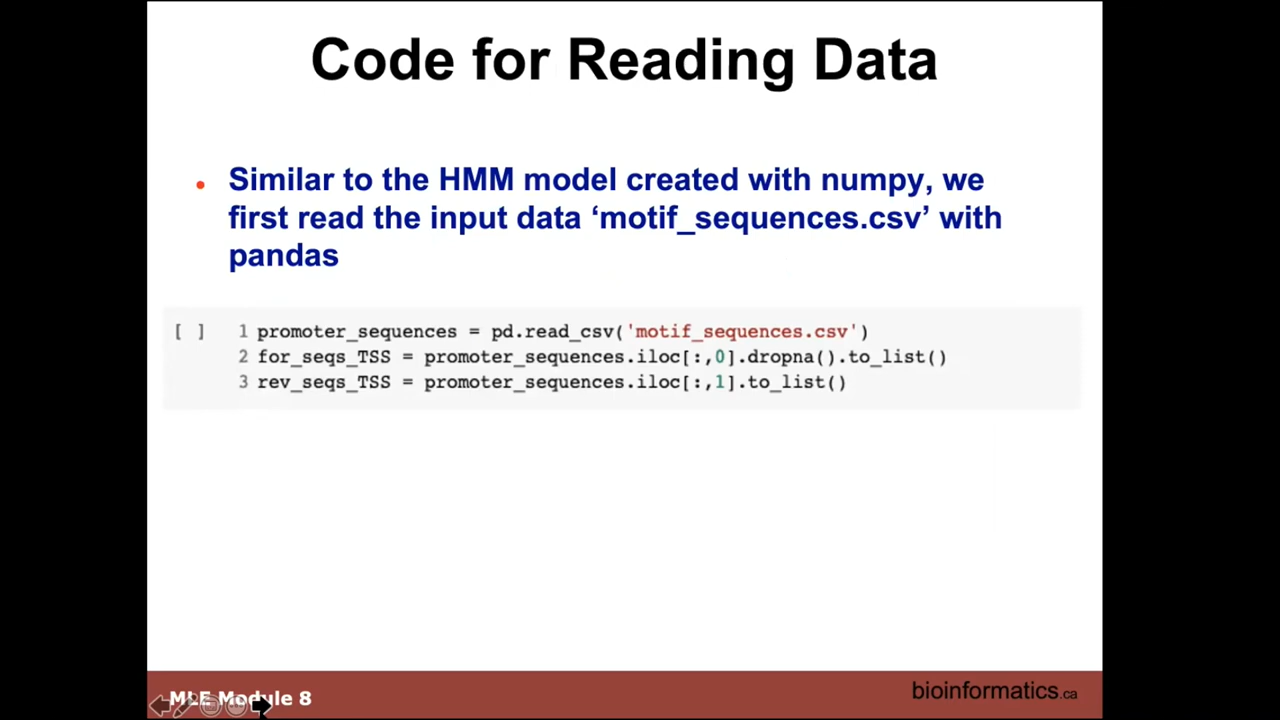 Code for Reading Data
• Similar to the HMM model created with numpy, we
first read the input data ‘motif_sequences.csv’ with
pandas
[ ] 1 promoter_sequences = pd.read_csv('motif_sequences.csv')
2 for_seqs_TSS = promoter_sequences.iloc[:,0].dropna().to_list()
3 rev_seqs_TSS = promoter_sequences.iloc[:,1].to_list()
MLE Module 8
bioinformatics.ca